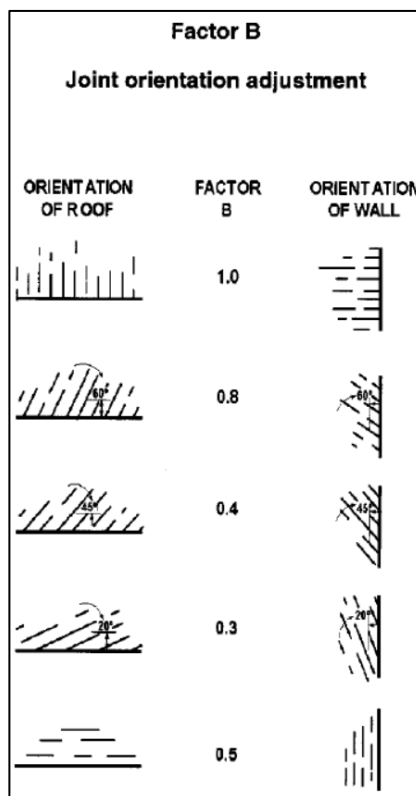 Factor B
Joint orientation adjustment
ORIENTATION OF ROOF
FACTOR B
ORIENTATION OF WALL
1.0
60°
0.8
60°
45°
0.4
45°
20°
0.3
20°
0.5